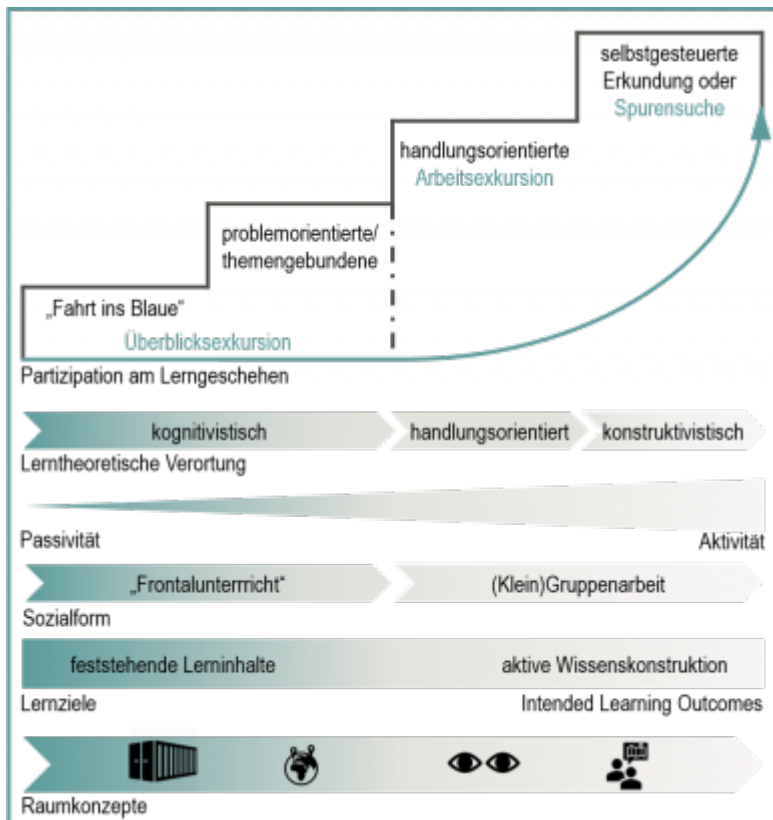 selbstgesteuerte
Erkundung oder
Spurensuche
handlungsorientierte
Arbeitsexkursion
problemorientierte/
themengebundene
„Fahrt ins Blaue“
Überblicksexkursion
Partizipation am Lerngeschehen
kognitivistisch handlungsorientiert konstruktivistisch
Lerntheoretische Verortung
Passivität Aktivität
„Frontalunterrricht“ (Klein)Gruppenarbeit
Sozialform
feststehende Lerninhalte aktive Wissenskonstruktion
Lernziele Intended Learning Outcomes
Raumkonzepte